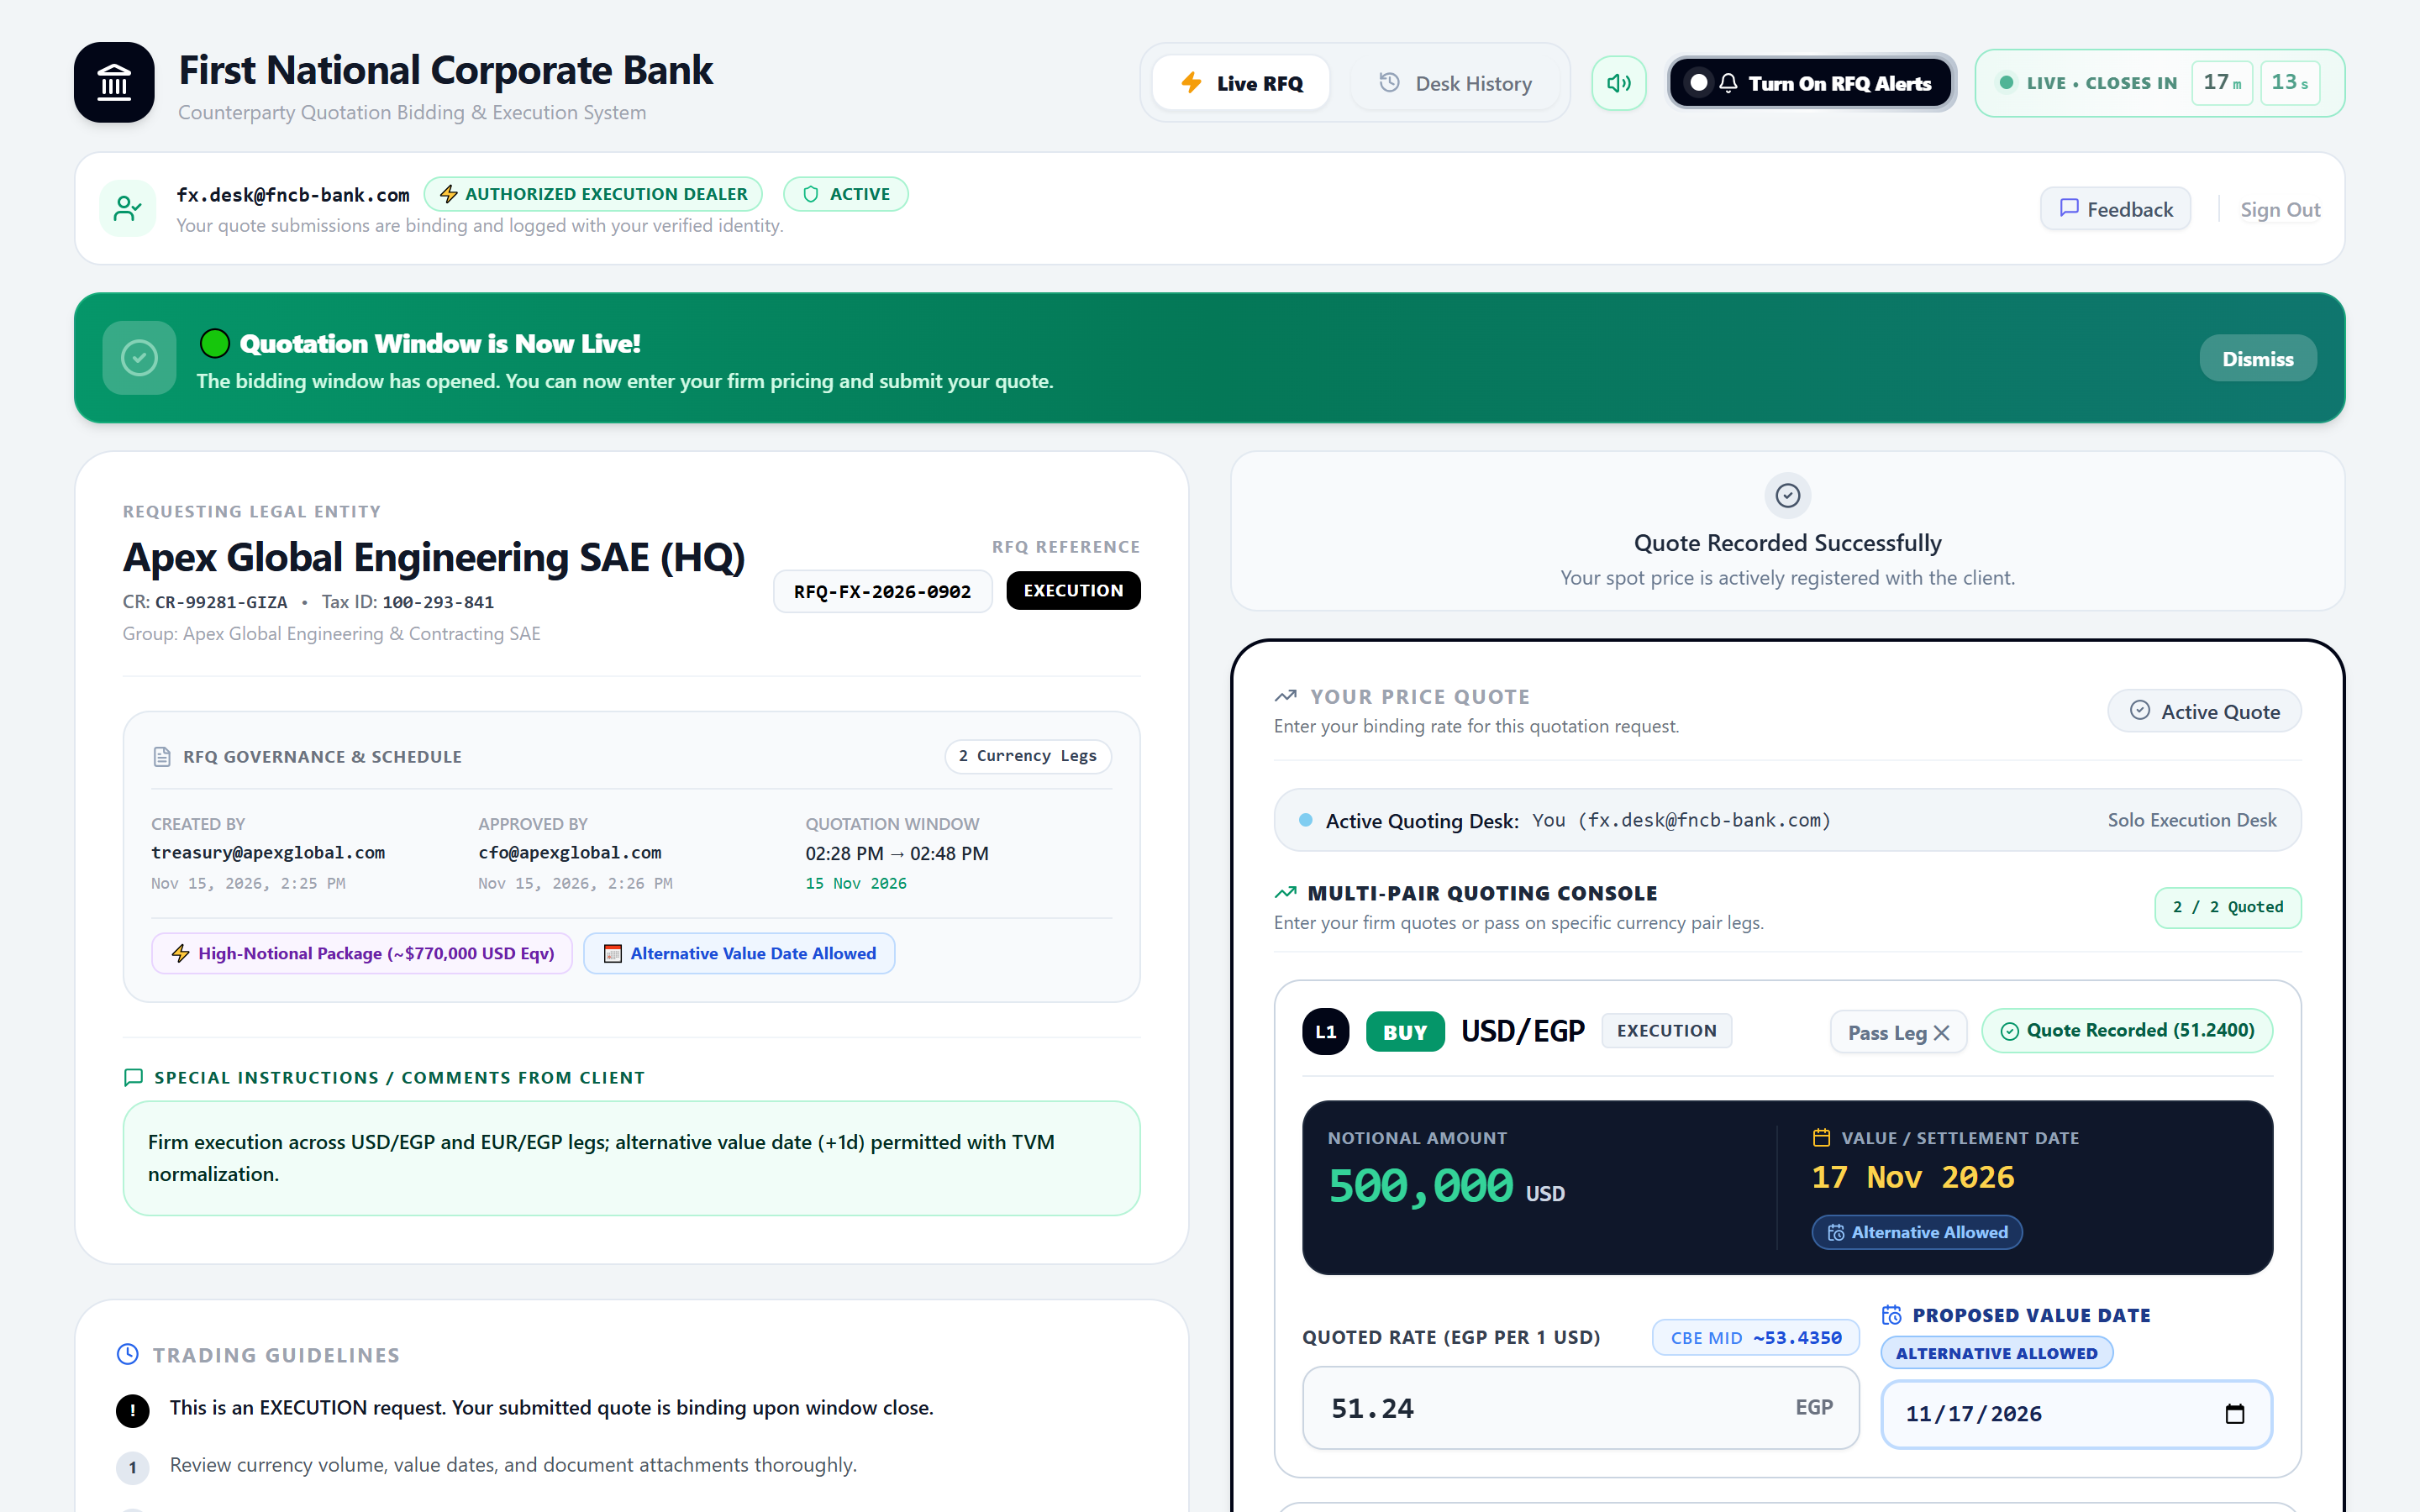 First National Corporate Bank
Counterparty Quotation Bidding & Execution System
Live RFQ
Desk History
Turn On RFQ Alerts
LIVE • CLOSES IN 17m 13s
fx.desk@fncb-bank.com AUTHORIZED EXECUTION DEALER ACTIVE
Your quote submissions are binding and logged with your verified identity.
Feedback
Sign Out
Quotation Window is Now Live!
The bidding window has opened. You can now enter your firm pricing and submit your quote.
Dismiss
REQUESTING LEGAL ENTITY
Apex Global Engineering SAE (HQ)
CR: CR-99281-GIZA • Tax ID: 100-293-841
Group: Apex Global Engineering & Contracting SAE
RFQ REFERENCE
RFQ-FX-2026-0902 EXECUTION
RFQ GOVERNANCE & SCHEDULE
2 Currency Legs
CREATED BY
treasury@apexglobal.com
Nov 15, 2026, 2:25 PM
APPROVED BY
cfo@apexglobal.com
Nov 15, 2026, 2:26 PM
QUOTATION WINDOW
02:28 PM → 02:48 PM
15 Nov 2026
High-Notional Package (~$770,000 USD Eqv)
Alternative Value Date Allowed
SPECIAL INSTRUCTIONS / COMMENTS FROM CLIENT
Firm execution across USD/EGP and EUR/EGP legs; alternative value date (+1d) permitted with TVM
normalization.
TRADING GUIDELINES
! This is an EXECUTION request. Your submitted quote is binding upon window close.
1 Review currency volume, value dates, and document attachments thoroughly.
Quote Recorded Successfully
Your spot price is actively registered with the client.
YOUR PRICE QUOTE
Enter your binding rate for this quotation request.
Active Quote
Active Quoting Desk: You (fx.desk@fncb-bank.com)
Solo Execution Desk
MULTI-PAIR QUOTING CONSOLE
Enter your firm quotes or pass on specific currency pair legs.
2 / 2 Quoted
L1 BUY USD/EGP EXECUTION
Pass Leg
Quote Recorded (51.2400)
NOTIONAL AMOUNT
500,000 USD
VALUE / SETTLEMENT DATE
17 Nov 2026
Alternative Allowed
QUOTED RATE (EGP PER 1 USD)
CBE MID ~53.4350
51.24 EGP
PROPOSED VALUE DATE
ALTERNATIVE ALLOWED
11/17/2026